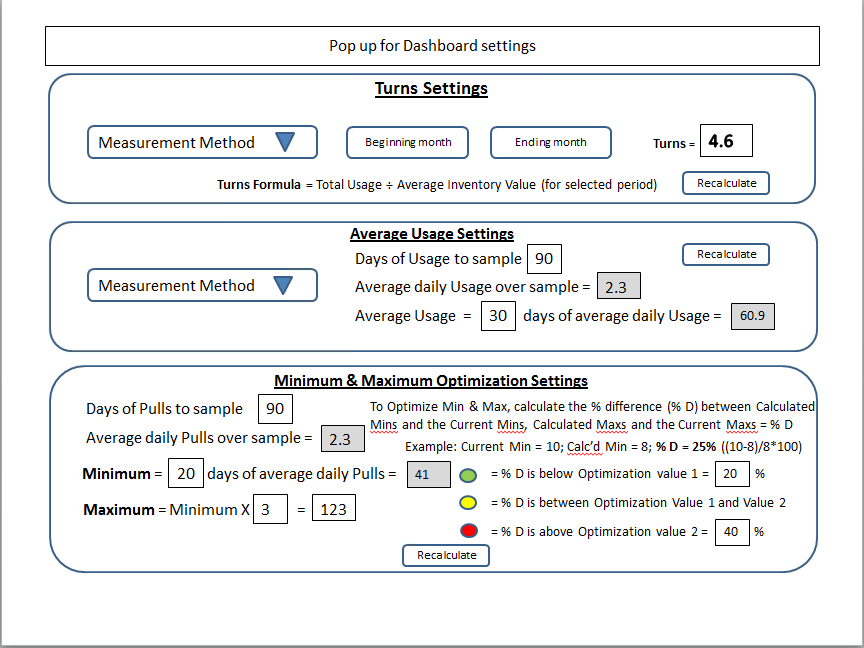 Pop up for Dashboard settings
Turns Settings
Measurement Method
Beginning month
Ending month
Turns = 4.6
Turns Formula = Total Usage ÷ Average Inventory Value (for selected period)
Recalculate
Average Usage Settings
Measurement Method
Days of Usage to sample 90
Recalculate
Average daily Usage over sample = 2.3
Average Usage = 30 days of average daily Usage = 60.9
Minimum & Maximum Optimization Settings
Days of Pulls to sample 90
Average daily Pulls over sample = 2.3
Minimum = 20 days of average daily Pulls = 41
Maximum = Minimum X 3 = 123
To Optimize Min & Max, calculate the % difference (% D) between Calculated
Mins and the Current Mins, Calculated Maxs and the Current Maxs = % D
Example: Current Min = 10; Calc'd Min = 8; % D = 25% ((10-8)/8*100)
= % D is below Optimization value 1 = 20 %
= % D is between Optimization Value 1 and Value 2
= % D is above Optimization value 2 = 40 %
Recalculate